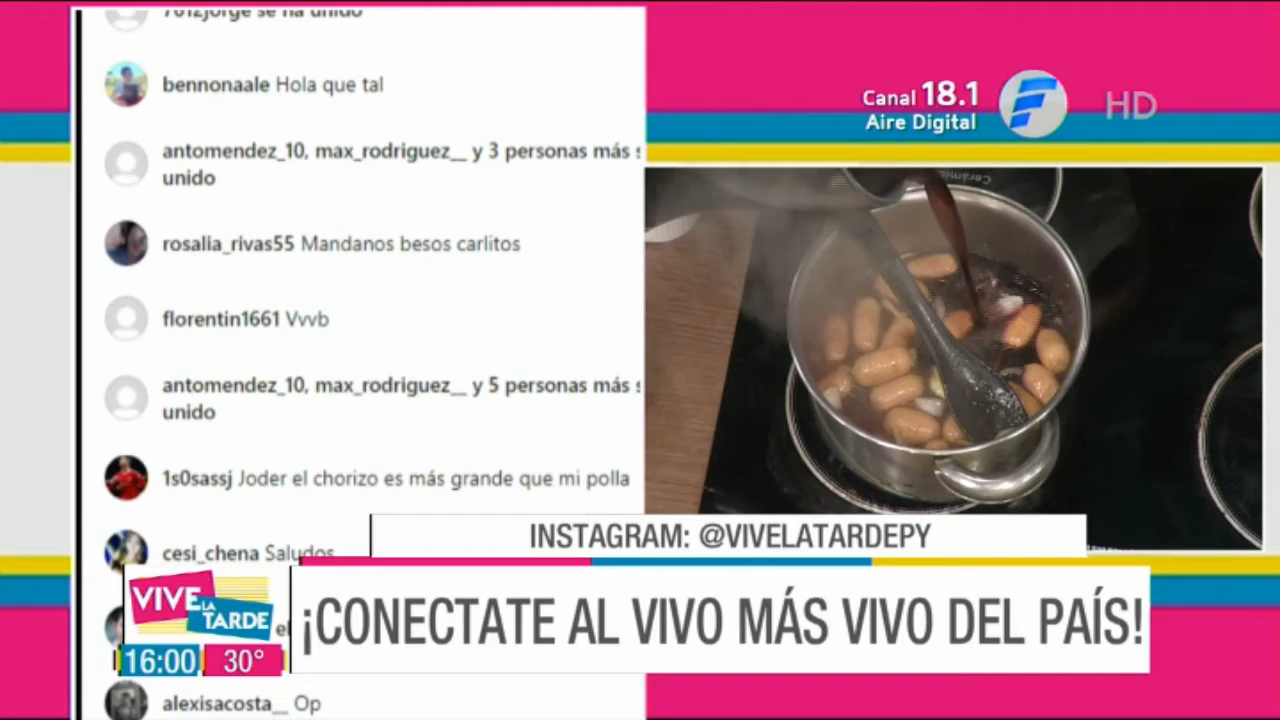 7612jorge se ha unido
bennonaale Hola que tal
antomendez_10, max_rodriguez__ y 3 personas más s
unido
rosalia_rivas55 Mandanos besos carlitos
florentin1661 Vvvb
antomendez_10, max_rodriguez__ y 5 personas más s
unido
1s0sassj Joder el chorizo es más grande que mi polla
cesi_chena Saludos
el
alexisacosta__ Op
Canal 18.1
Aire Digital
HD
INSTAGRAM: @VIVELATARDEPY
¡CONECTATE AL VIVO MÁS VIVO DEL PAÍS!
VIVE
LA
TARDE
16:00 30°